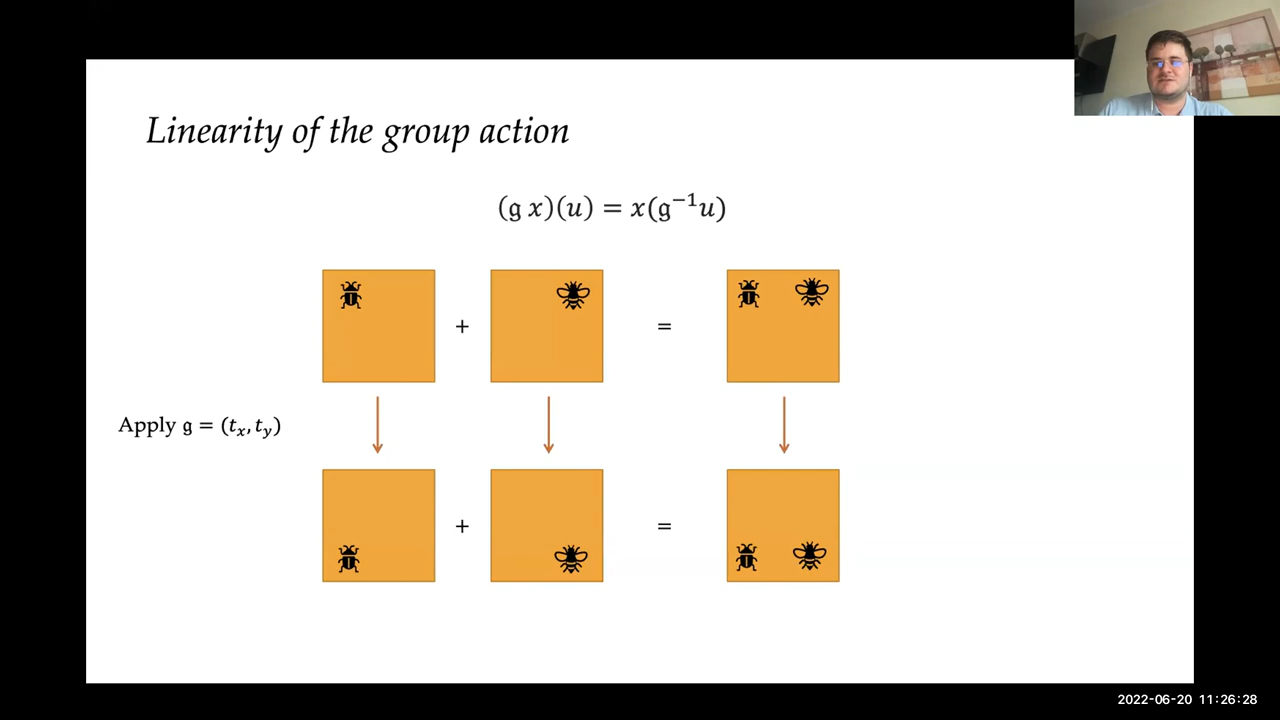 Linearity of the group action
(𝔤 x)(u) = x(𝔤⁻¹u)
+ =
Apply 𝔤 = (tₓ, t_y)
+ =
2022-06-20 11:26:28